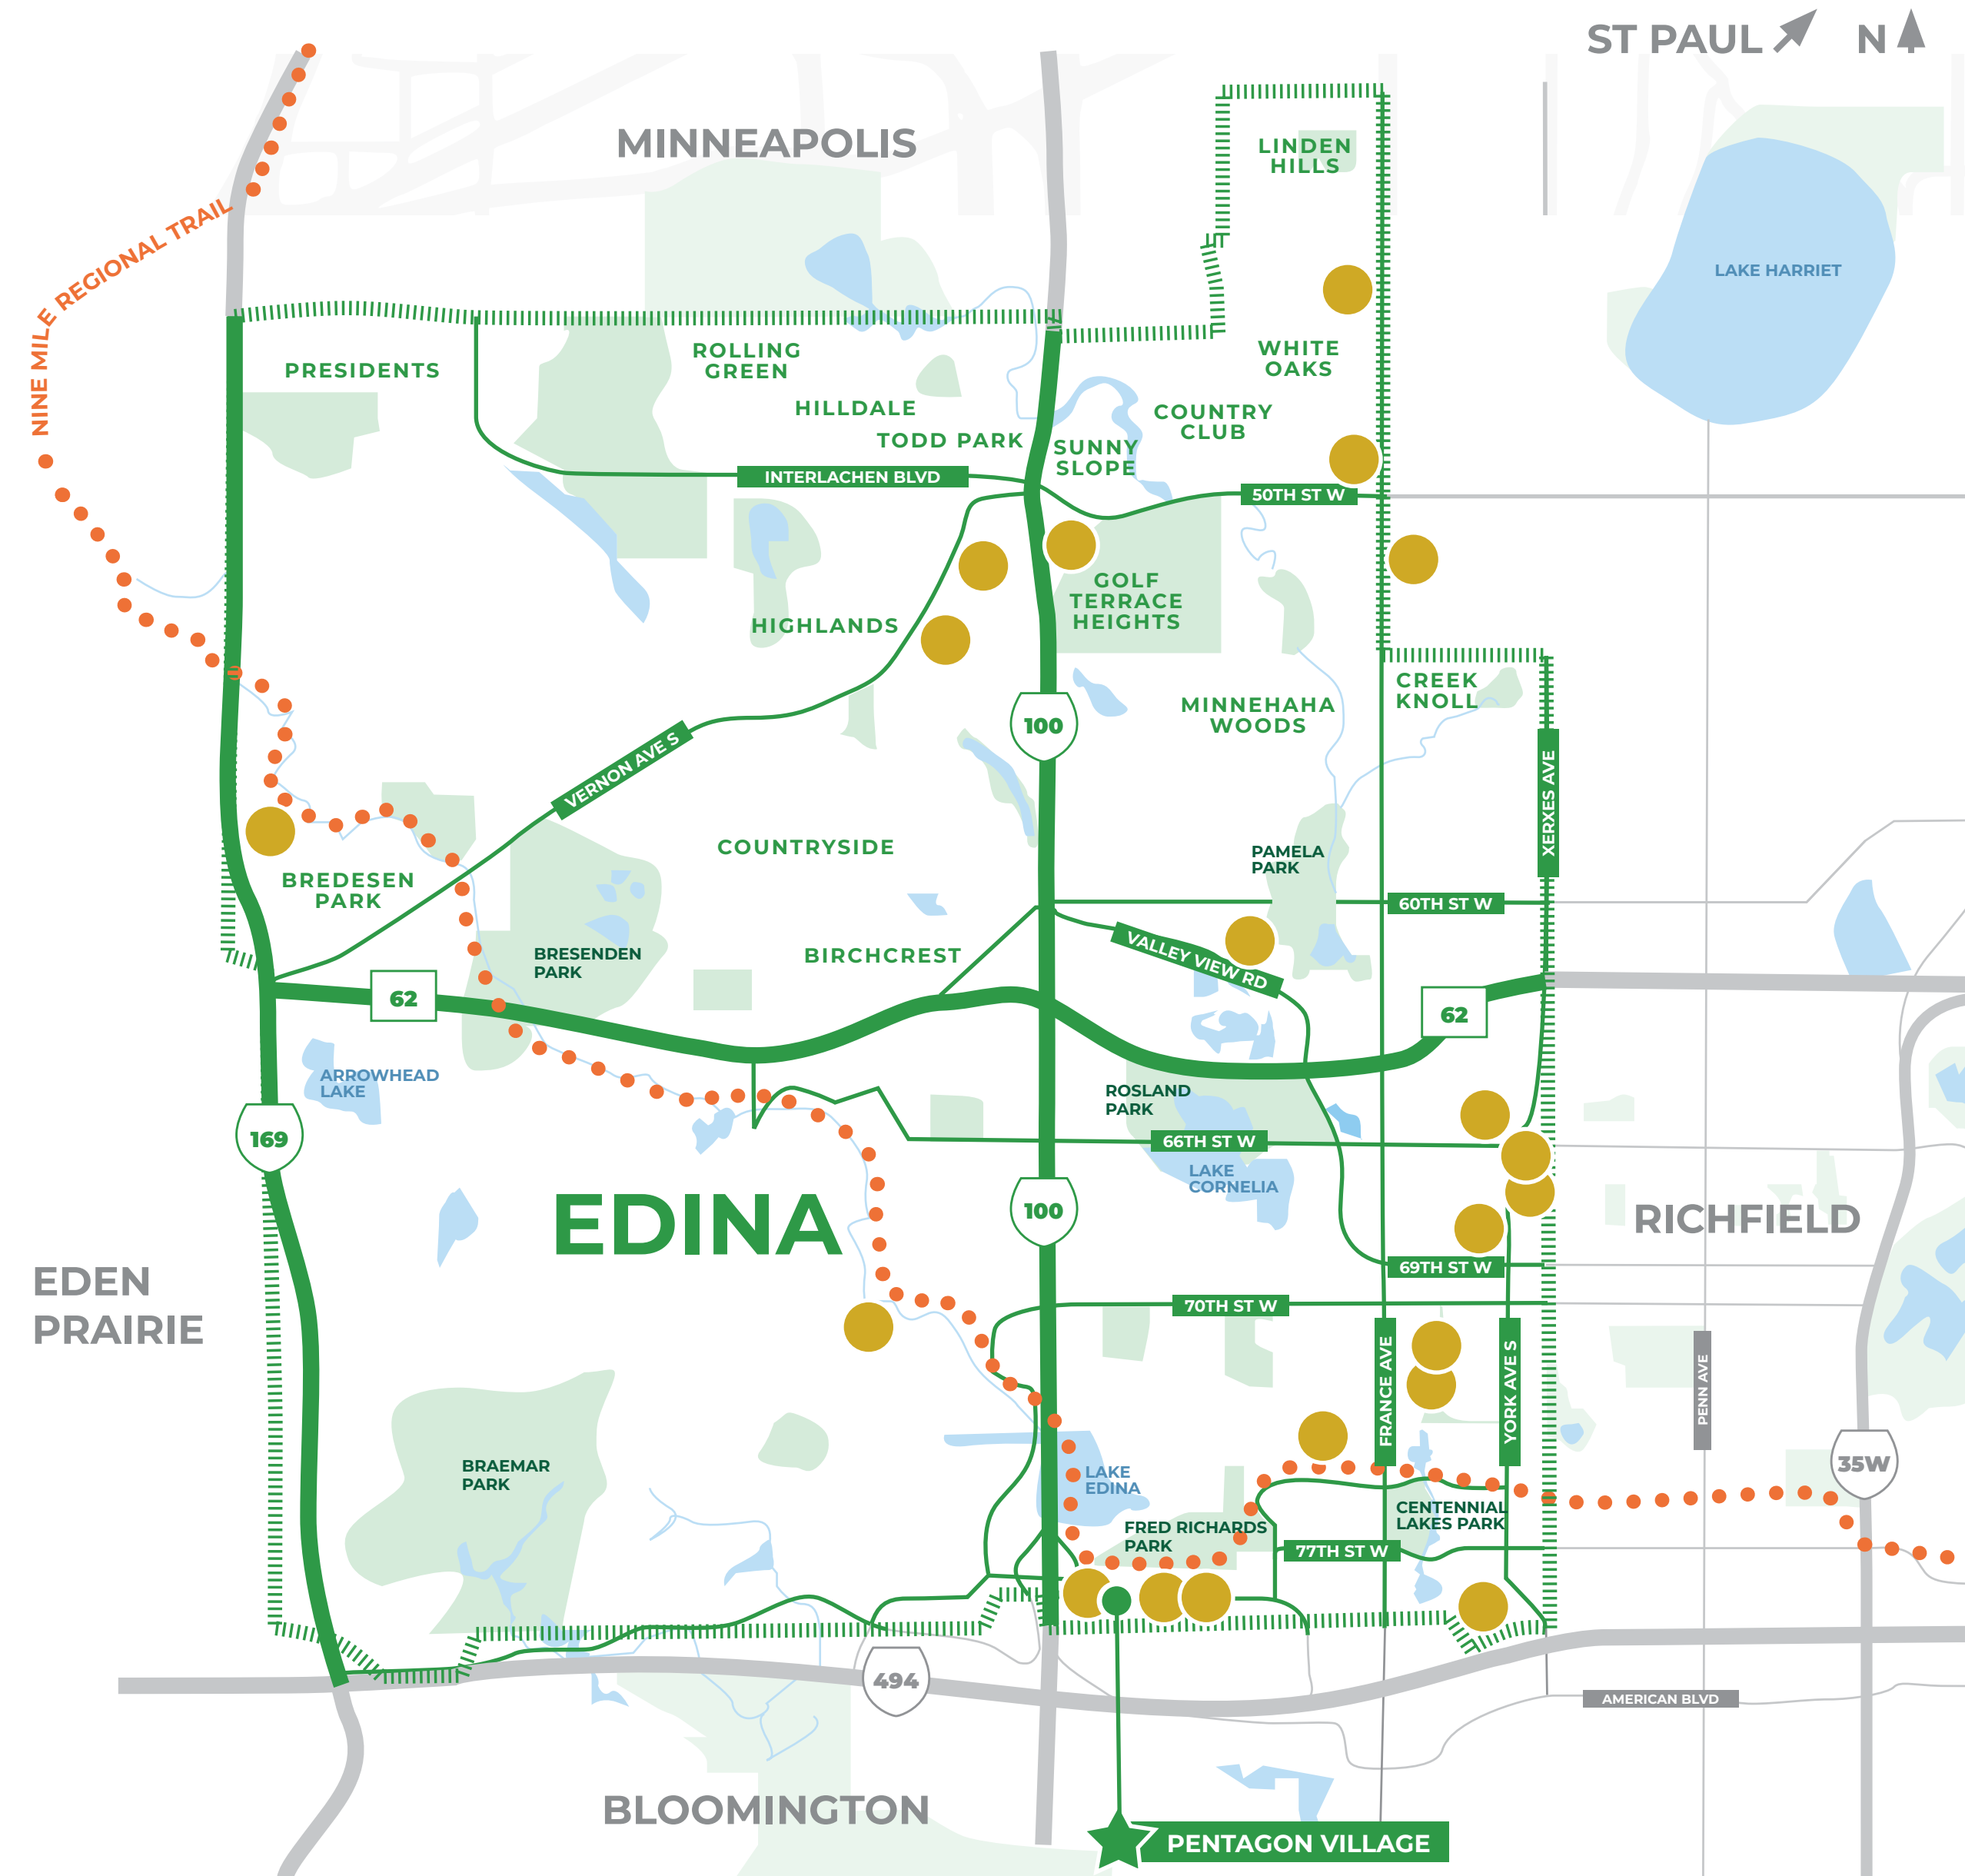 ST PAUL
N
MINNEAPOLIS
LINDEN
HILLS
NINE MILE REGIONAL TRAIL
LAKE HARRIET
PRESIDENTS
ROLLING
GREEN
WHITE
OAKS
HILLDALE
COUNTRY
CLUB
TODD PARK
SUNNY
SLOPE
INTERLACHEN BLVD
50TH ST W
GOLF
TERRACE
HEIGHTS
HIGHLANDS
CREEK
KNOLL
MINNEHAHA
WOODS
100
VERNON AVE S
XERXES AVE
COUNTRYSIDE
PAMELA
PARK
BREDESEN
PARK
60TH ST W
VALLEY VIEW RD
BRESENDEN
PARK
BIRCHCREST
62
62
ARROWHEAD
LAKE
ROSLAND
PARK
169
66TH ST W
LAKE
CORNELIA
100
EDINA
RICHFIELD
EDEN
PRAIRIE
69TH ST W
70TH ST W
FRANCE AVE
YORK AVE S
PENN AVE
BRAEMAR
PARK
LAKE
EDINA
35W
CENTENNIAL
LAKES PARK
FRED RICHARDS
PARK
77TH ST W
494
AMERICAN BLVD
BLOOMINGTON
PENTAGON VILLAGE